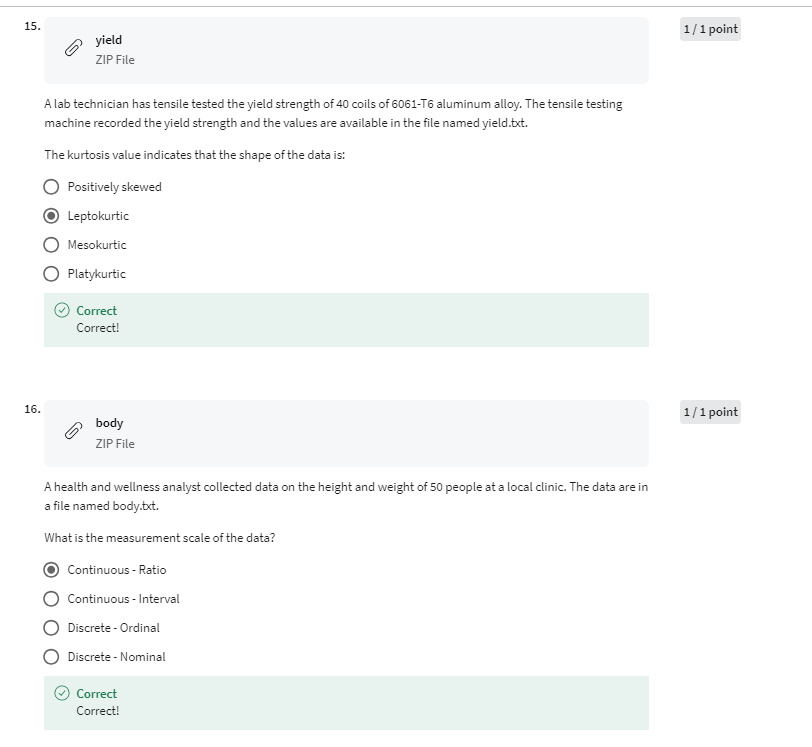 15.
yield
ZIP File
1 / 1 point
A lab technician has tensile tested the yield strength of 40 coils of 6061-T6 aluminum alloy. The tensile testing
machine recorded the yield strength and the values are available in the file named yield.txt.
The kurtosis value indicates that the shape of the data is:
Positively skewed
Leptokurtic
Mesokurtic
Platykurtic
Correct
Correct!
16.
body
ZIP File
1 / 1 point
A health and wellness analyst collected data on the height and weight of 50 people at a local clinic. The data are in
a file named body.txt.
What is the measurement scale of the data?
Continuous - Ratio
Continuous - Interval
Discrete - Ordinal
Discrete - Nominal
Correct
Correct!